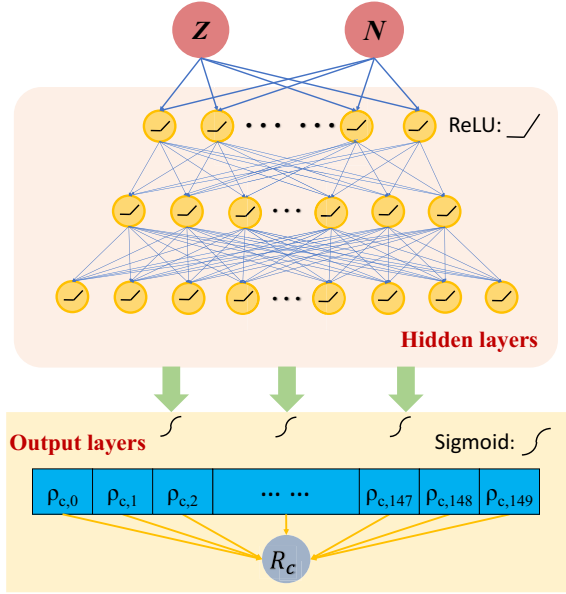 Z N
... ...
ReLU:
...
...
Hidden layers
Output layers
Sigmoid:
ρc,0 ρc,1 ρc,2 ... ... ρc,147 ρc,148 ρc,149
Rc